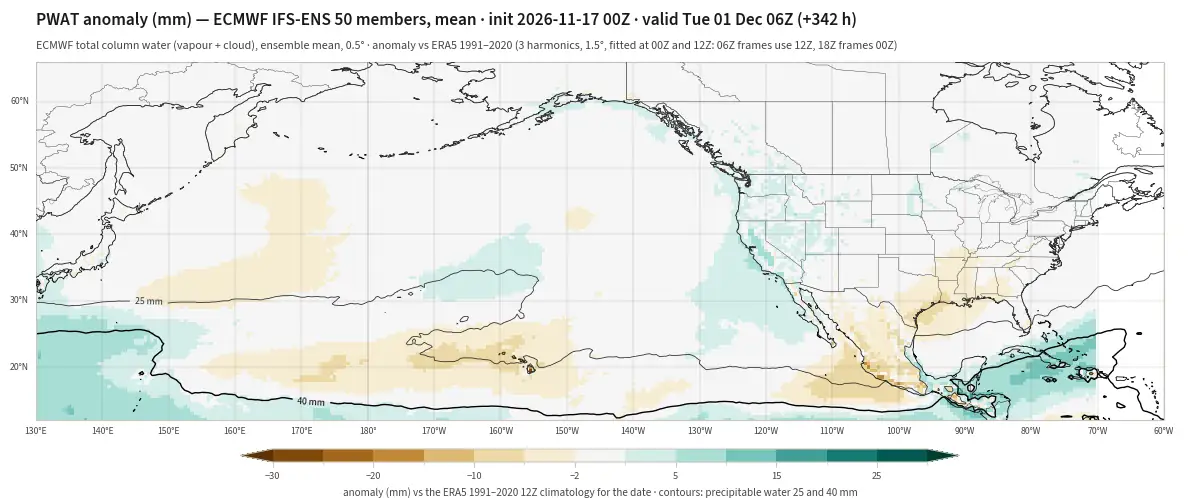 PWAT anomaly (mm) — ECMWF IFS-ENS 50 members, mean · init 2026-11-17 00Z · valid Tue 01 Dec 06Z (+342 h)
ECMWF total column water (vapour + cloud), ensemble mean, 0.5° · anomaly vs ERA5 1991–2020 (3 harmonics, 1.5°, fitted at 00Z and 12Z: 06Z frames use 12Z, 18Z frames 00Z)
60°N
50°N
40°N
30°N
20°N
25 mm
40 mm
130°E 140°E 150°E 160°E 170°E 180° 170°W 160°W 150°W 140°W 130°W 120°W 110°W 100°W 90°W 80°W 70°W 60°W
−30 −20 −10 −2 5 15 25
anomaly (mm) vs the ERA5 1991–2020 12Z climatology for the date · contours: precipitable water 25 and 40 mm